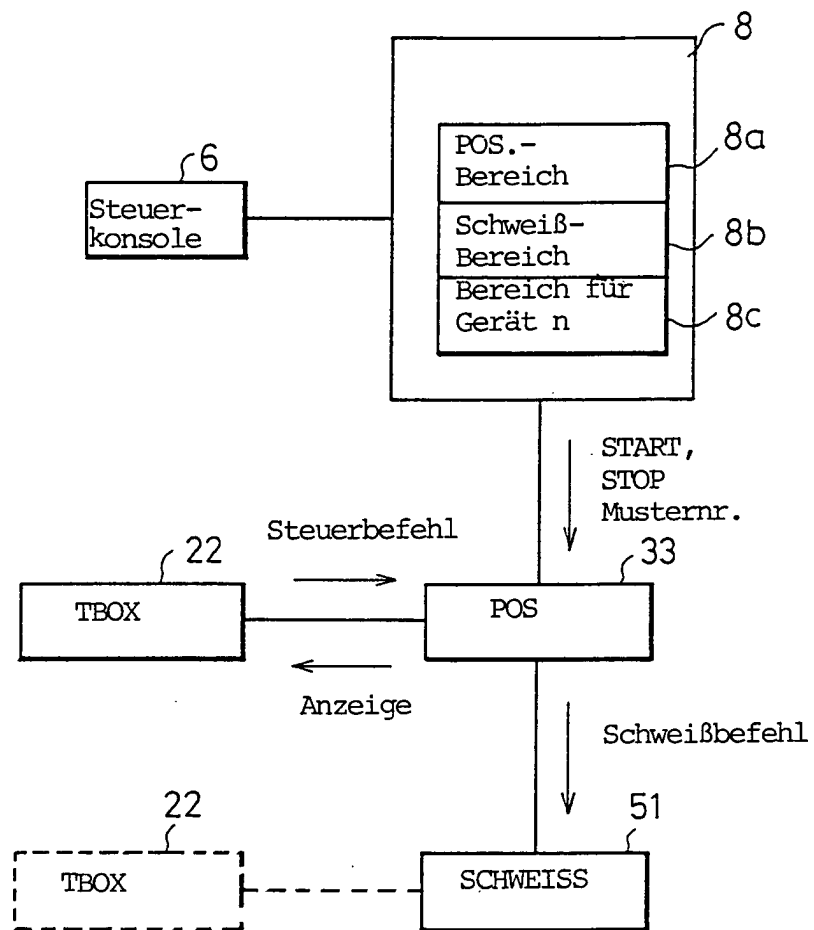 8
POS.-
Bereich
8a
6
Steuer-
konsole
Schweiß-
Bereich
8b
Bereich für
Gerät n
8c
START,
STOP
Musternr.
Steuerbefehl
22
33
TBOX
POS
Anzeige
Schweißbefehl
22
51
TBOX
SCHWEISS